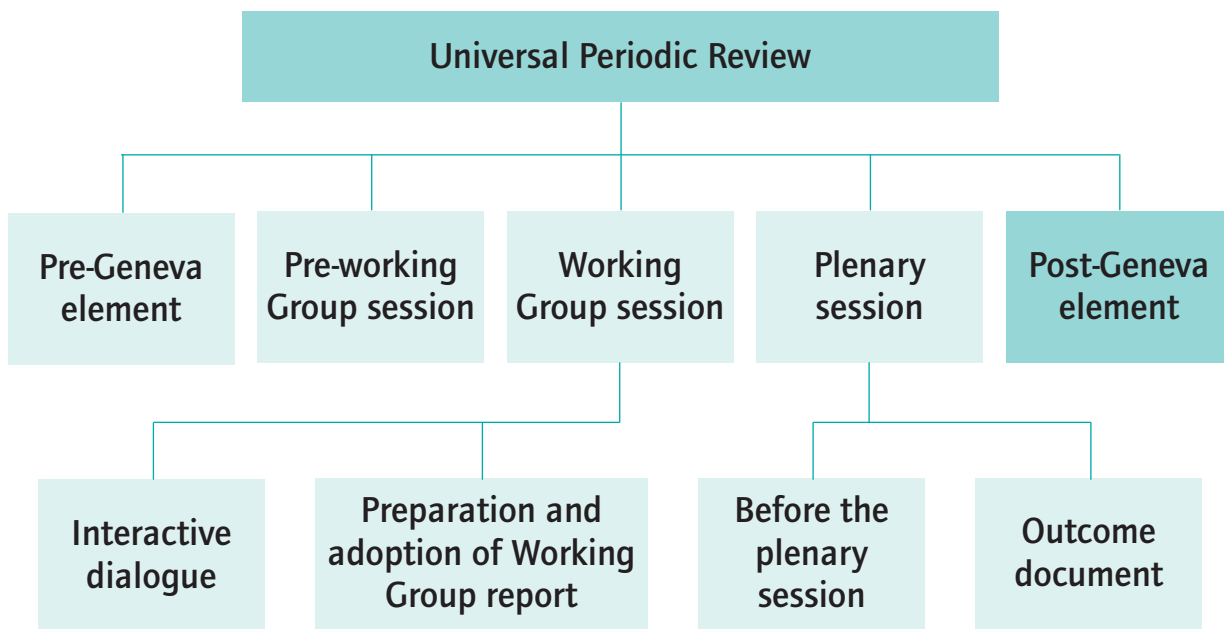 Universal Periodic Review
Pre-Geneva
element
Pre-working
Group session
Working
Group session
Plenary
session
Post-Geneva
element
Interactive
dialogue
Preparation and
adoption of Working
Group report
Before the
plenary
session
Outcome
document